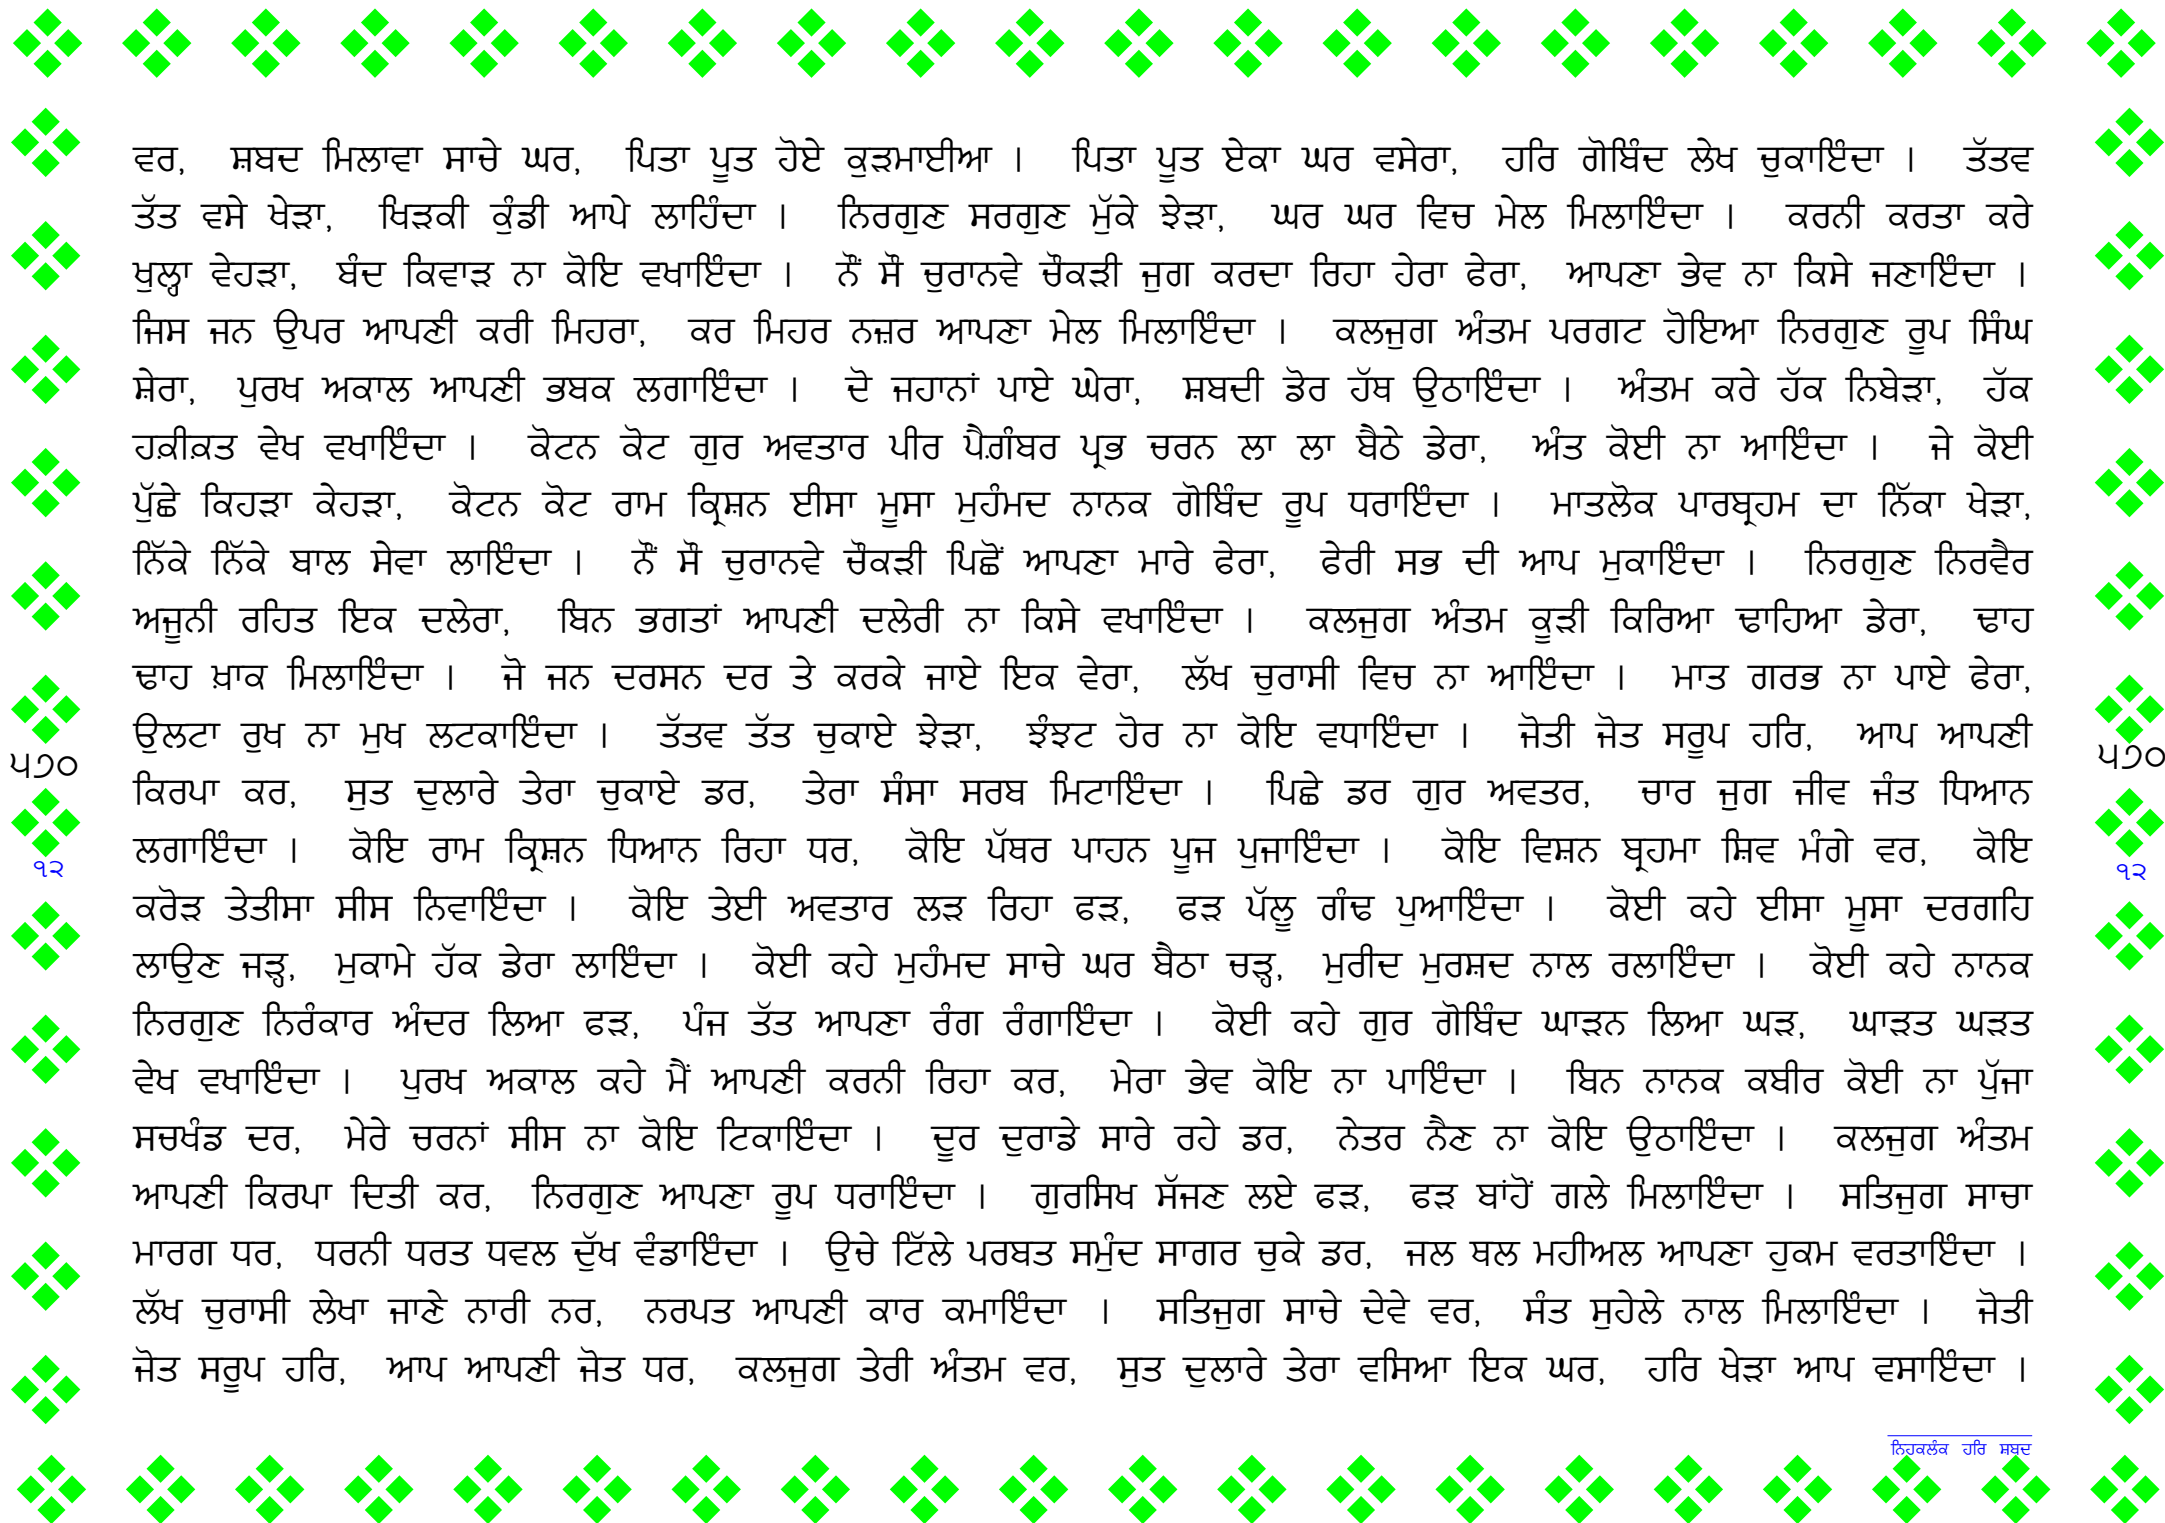 ਵਰ, ਸ਼ਬਦ ਮਿਲਾਵਾ ਸਾਚੇ ਘਰ, ਪਿਤਾ ਪੂਤ ਹੋਏ ਕੁੜਮਾਈਆ । ਪਿਤਾ ਪੂਤ ਏਕਾ ਘਰ ਵਸੇਰਾ, ਹਰਿ ਗੋਬਿੰਦ ਲੇਖ ਚੁਕਾਇੰਦਾ । ਤੱਤਵ
ਤੱਤ ਵਸੇ ਖੇੜਾ, ਖਿੜਕੀ ਕੁੰਡੀ ਆਪੇ ਲਾਹਿੰਦਾ । ਨਿਰਗੁਣ ਸਰਗੁਣ ਮੁੱਕੇ ਝੇੜਾ, ਘਰ ਘਰ ਵਿਚ ਮੇਲ ਮਿਲਾਇੰਦਾ । ਕਰਨੀ ਕਰਤਾ ਕਰੇ
ਖੁਲ੍ਹਾ ਵੇਹੜਾ, ਬੰਦ ਕਿਵਾੜ ਨਾ ਕੋਇ ਵਖਾਇੰਦਾ । ਨੌਂ ਸੌ ਚੁਰਾਨਵੇ ਚੌਕੜੀ ਜੁਗ ਕਰਦਾ ਰਿਹਾ ਹੇਰਾ ਫੇਰਾ, ਆਪਣਾ ਭੇਵ ਨਾ ਕਿਸੇ ਜਣਾਇੰਦਾ ।
ਜਿਸ ਜਨ ਉਪਰ ਆਪਣੀ ਕਰੀ ਮਿਹਰਾ, ਕਰ ਮਿਹਰ ਨਜ਼ਰ ਆਪਣਾ ਮੇਲ ਮਿਲਾਇੰਦਾ । ਕਲਜੁਗ ਅੰਤਮ ਪਰਗਟ ਹੋਇਆ ਨਿਰਗੁਣ ਰੂਪ ਸਿੰਘ
ਸ਼ੇਰਾ, ਪੁਰਖ ਅਕਾਲ ਆਪਣੀ ਭਬਕ ਲਗਾਇੰਦਾ । ਦੋ ਜਹਾਨਾਂ ਪਾਏ ਘੇਰਾ, ਸ਼ਬਦੀ ਡੋਰ ਹੱਥ ਉਠਾਇੰਦਾ । ਅੰਤਮ ਕਰੇ ਹੱਕ ਨਿਬੇੜਾ, ਹੱਕ
ਹਕ਼ੀਕ਼ਤ ਵੇਖ ਵਖਾਇੰਦਾ । ਕੋਟਨ ਕੋਟ ਗੁਰ ਅਵਤਾਰ ਪੀਰ ਪੈਗ਼ੰਬਰ ਪ੍ਰਭ ਚਰਨ ਲਾ ਲਾ ਬੈਠੇ ਡੇਰਾ, ਅੰਤ ਕੋਈ ਨਾ ਆਇੰਦਾ । ਜੇ ਕੋਈ
ਪੁੱਛੇ ਕਿਹੜਾ ਕੇਹੜਾ, ਕੋਟਨ ਕੋਟ ਰਾਮ ਕ੍ਰਿਸ਼ਨ ਈਸਾ ਮੂਸਾ ਮੁਹੰਮਦ ਨਾਨਕ ਗੋਬਿੰਦ ਰੂਪ ਧਰਾਇੰਦਾ । ਮਾਤਲੋਕ ਪਾਰਬ੍ਰਹਮ ਦਾ ਨਿੱਕਾ ਖੇੜਾ,
ਨਿੱਕੇ ਨਿੱਕੇ ਬਾਲ ਸੇਵਾ ਲਾਇੰਦਾ । ਨੌਂ ਸੌ ਚੁਰਾਨਵੇ ਚੌਕੜੀ ਪਿਛੋਂ ਆਪਣਾ ਮਾਰੇ ਫੇਰਾ, ਫੇਰੀ ਸਭ ਦੀ ਆਪ ਮੁਕਾਇੰਦਾ । ਨਿਰਗੁਣ ਨਿਰਵੈਰ
ਅਜੂਨੀ ਰਹਿਤ ਇਕ ਦਲੇਰਾ, ਬਿਨ ਭਗਤਾਂ ਆਪਣੀ ਦਲੇਰੀ ਨਾ ਕਿਸੇ ਵਖਾਇੰਦਾ । ਕਲਜੁਗ ਅੰਤਮ ਕੂੜੀ ਕਿਰਿਆ ਢਾਹਿਆ ਡੇਰਾ, ਢਾਹ
ਢਾਹ ਖ਼ਾਕ ਮਿਲਾਇੰਦਾ । ਜੋ ਜਨ ਦਰਸਨ ਦਰ ਤੇ ਕਰਕੇ ਜਾਏ ਇਕ ਵੇਰਾ, ਲੱਖ ਚੁਰਾਸੀ ਵਿਚ ਨਾ ਆਇੰਦਾ । ਮਾਤ ਗਰਭ ਨਾ ਪਾਏ ਫੇਰਾ,
ਉਲਟਾ ਰੁਖ ਨਾ ਮੁਖ ਲਟਕਾਇੰਦਾ । ਤੱਤਵ ਤੱਤ ਚੁਕਾਏ ਝੇੜਾ, ਝੰਝਟ ਹੋਰ ਨਾ ਕੋਇ ਵਧਾਇੰਦਾ । ਜੋਤੀ ਜੋਤ ਸਰੂਪ ਹਰਿ, ਆਪ ਆਪਣੀ
੫੭੦ ੫੭੦
ਕਿਰਪਾ ਕਰ, ਸੁਤ ਦੁਲਾਰੇ ਤੇਰਾ ਚੁਕਾਏ ਡਰ, ਤੇਰਾ ਸੰਸਾ ਸਰਬ ਮਿਟਾਇੰਦਾ । ਪਿਛੇ ਡਰ ਗੁਰ ਅਵਤਰ, ਚਾਰ ਜੁਗ ਜੀਵ ਜੰਤ ਧਿਆਨ
ਲਗਾਇੰਦਾ । ਕੋਇ ਰਾਮ ਕ੍ਰਿਸ਼ਨ ਧਿਆਨ ਰਿਹਾ ਧਰ, ਕੋਇ ਪੱਥਰ ਪਾਹਨ ਪੂਜ ਪੁਜਾਇੰਦਾ । ਕੋਇ ਵਿਸ਼ਨ ਬ੍ਰਹਮਾ ਸ਼ਿਵ ਮੰਗੇ ਵਰ, ਕੋਇ
੧੨ ੧੨
ਕਰੋੜ ਤੇਤੀਸਾ ਸੀਸ ਨਿਵਾਇੰਦਾ । ਕੋਇ ਤੇਈ ਅਵਤਾਰ ਲੜ ਰਿਹਾ ਫੜ, ਫੜ ਪੱਲੂ ਗੰਢ ਪੁਆਇੰਦਾ । ਕੋਈ ਕਹੇ ਈਸਾ ਮੂਸਾ ਦਰਗਹਿ
ਲਾਉਣ ਜੜ੍ਹ, ਮੁਕਾਮੇ ਹੱਕ ਡੇਰਾ ਲਾਇੰਦਾ । ਕੋਈ ਕਹੇ ਮੁਹੰਮਦ ਸਾਚੇ ਘਰ ਬੈਠਾ ਚੜ੍ਹ, ਮੁਰੀਦ ਮੁਰਸ਼ਦ ਨਾਲ ਰਲਾਇੰਦਾ । ਕੋਈ ਕਹੇ ਨਾਨਕ
ਨਿਰਗੁਣ ਨਿਰੰਕਾਰ ਅੰਦਰ ਲਿਆ ਫੜ, ਪੰਜ ਤੱਤ ਆਪਣਾ ਰੰਗ ਰੰਗਾਇੰਦਾ । ਕੋਈ ਕਹੇ ਗੁਰ ਗੋਬਿੰਦ ਘਾੜਨ ਲਿਆ ਘੜ, ਘਾੜਤ ਘੜਤ
ਵੇਖ ਵਖਾਇੰਦਾ । ਪੁਰਖ ਅਕਾਲ ਕਹੇ ਮੈਂ ਆਪਣੀ ਕਰਨੀ ਰਿਹਾ ਕਰ, ਮੇਰਾ ਭੇਵ ਕੋਇ ਨਾ ਪਾਇੰਦਾ । ਬਿਨ ਨਾਨਕ ਕਬੀਰ ਕੋਈ ਨਾ ਪੁੱਜਾ
ਸਚਖੰਡ ਦਰ, ਮੇਰੇ ਚਰਨਾਂ ਸੀਸ ਨਾ ਕੋਇ ਟਿਕਾਇੰਦਾ । ਦੂਰ ਦੁਰਾਡੇ ਸਾਰੇ ਰਹੇ ਡਰ, ਨੇਤਰ ਨੈਣ ਨਾ ਕੋਇ ਉਠਾਇੰਦਾ । ਕਲਜੁਗ ਅੰਤਮ
ਆਪਣੀ ਕਿਰਪਾ ਦਿਤੀ ਕਰ, ਨਿਰਗੁਣ ਆਪਣਾ ਰੂਪ ਧਰਾਇੰਦਾ । ਗੁਰਸਿਖ ਸੱਜਣ ਲਏ ਫੜ, ਫੜ ਬਾਂਹੋਂ ਗਲੇ ਮਿਲਾਇੰਦਾ । ਸਤਿਜੁਗ ਸਾਚਾ
ਮਾਰਗ ਧਰ, ਧਰਨੀ ਧਰਤ ਧਵਲ ਦੁੱਖ ਵੰਡਾਇੰਦਾ । ਉਚੇ ਟਿੱਲੇ ਪਰਬਤ ਸਮੁੰਦ ਸਾਗਰ ਚੁਕੇ ਡਰ, ਜਲ ਥਲ ਮਹੀਅਲ ਆਪਣਾ ਹੁਕਮ ਵਰਤਾਇੰਦਾ ।
ਲੱਖ ਚੁਰਾਸੀ ਲੇਖਾ ਜਾਣੇ ਨਾਰੀ ਨਰ, ਨਰਪਤ ਆਪਣੀ ਕਾਰ ਕਮਾਇੰਦਾ । ਸਤਿਜੁਗ ਸਾਚੇ ਦੇਵੇ ਵਰ, ਸੰਤ ਸੁਹੇਲੇ ਨਾਲ ਮਿਲਾਇੰਦਾ । ਜੋਤੀ
ਜੋਤ ਸਰੂਪ ਹਰਿ, ਆਪ ਆਪਣੀ ਜੋਤ ਧਰ, ਕਲਜੁਗ ਤੇਰੀ ਅੰਤਮ ਵਰ, ਸੁਤ ਦੁਲਾਰੇ ਤੇਰਾ ਵਸਿਆ ਇਕ ਘਰ, ਹਰਿ ਖੇੜਾ ਆਪ ਵਸਾਇੰਦਾ ।
ਨਿਹਕਲੰਕ ਹਰਿ ਸ਼ਬਦ